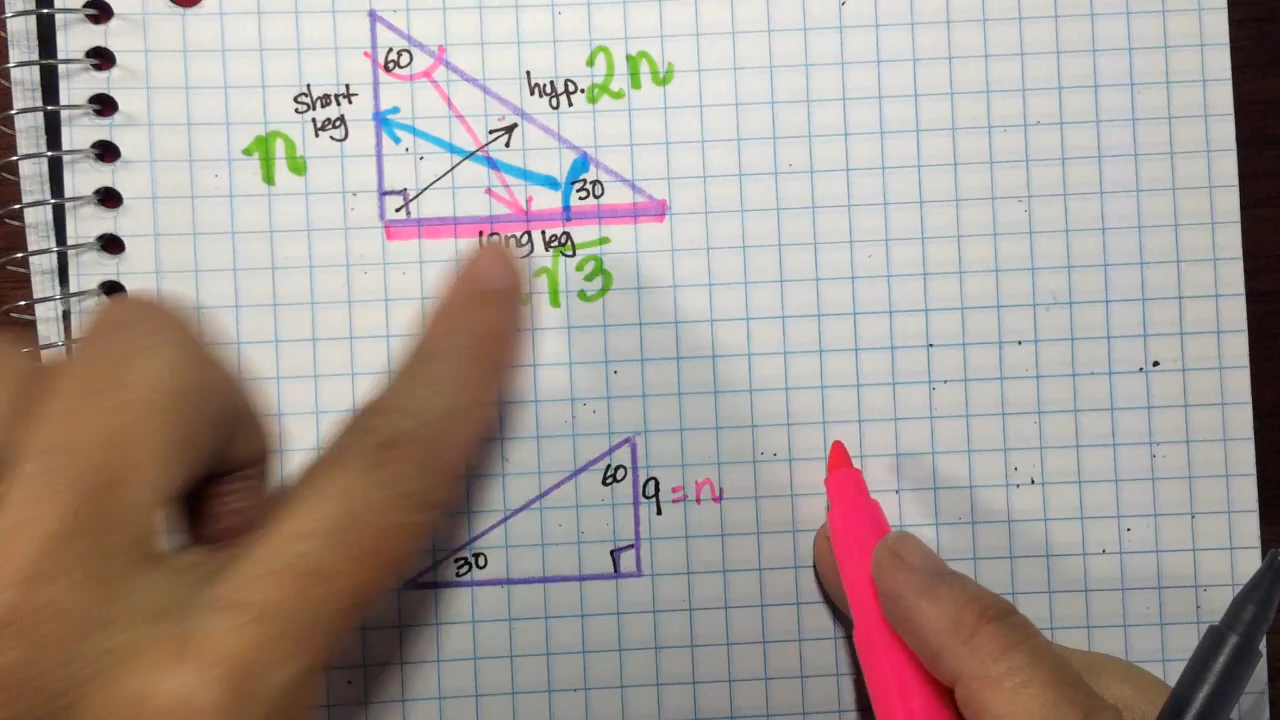 60
hyp. 2n
short
leg
n
30
long leg
√3
60
9 = n
30